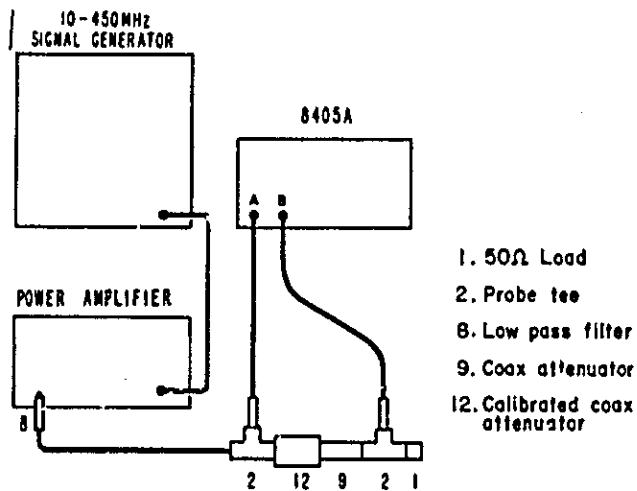 10-450MHz
SIGNAL GENERATOR
8405A
A B
POWER AMPLIFIER
8
2 12 9 2 1
1. 50Ω Load
2. Probe tee
8. Low pass filter
9. Coax attenuator
12. Calibrated coax
attenuator